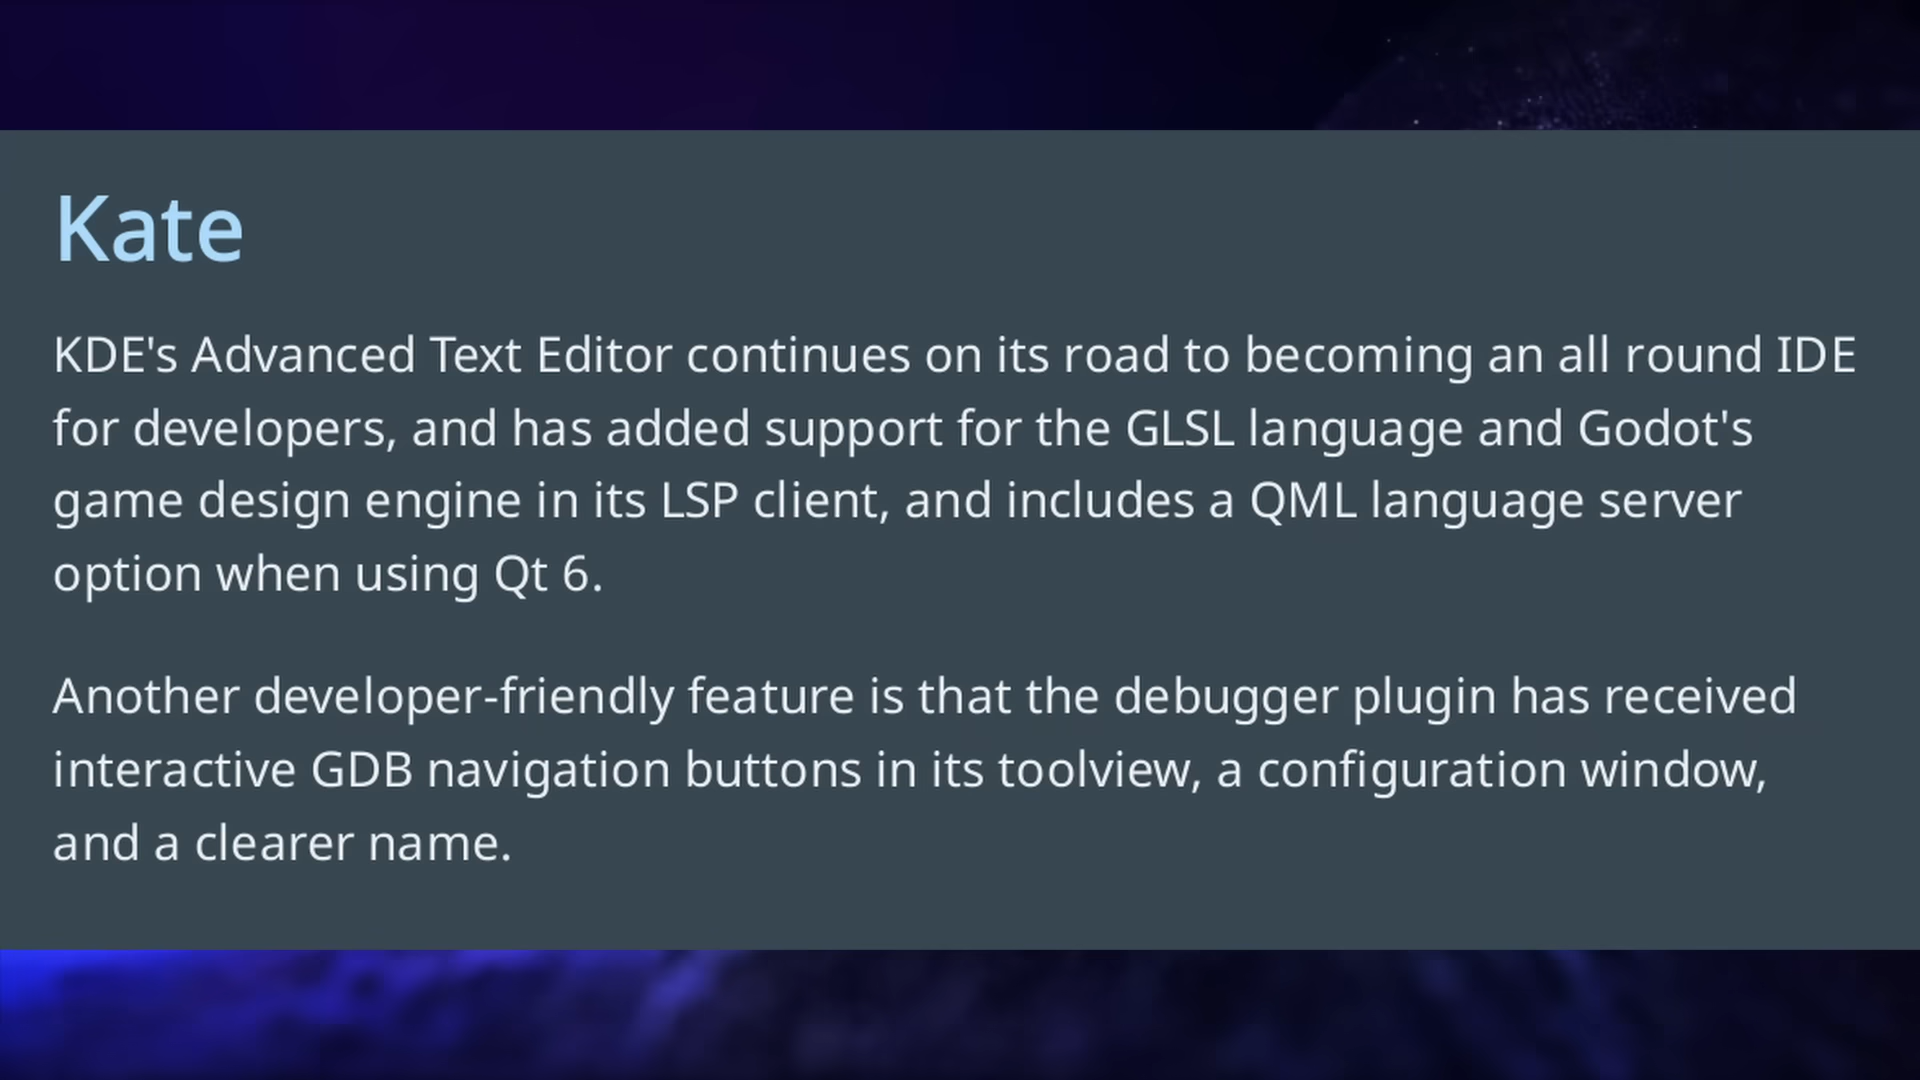 Kate
KDE's Advanced Text Editor continues on its road to becoming an all round IDE
for developers, and has added support for the GLSL language and Godot's
game design engine in its LSP client, and includes a QML language server
option when using Qt 6.
Another developer-friendly feature is that the debugger plugin has received
interactive GDB navigation buttons in its toolview, a configuration window,
and a clearer name.